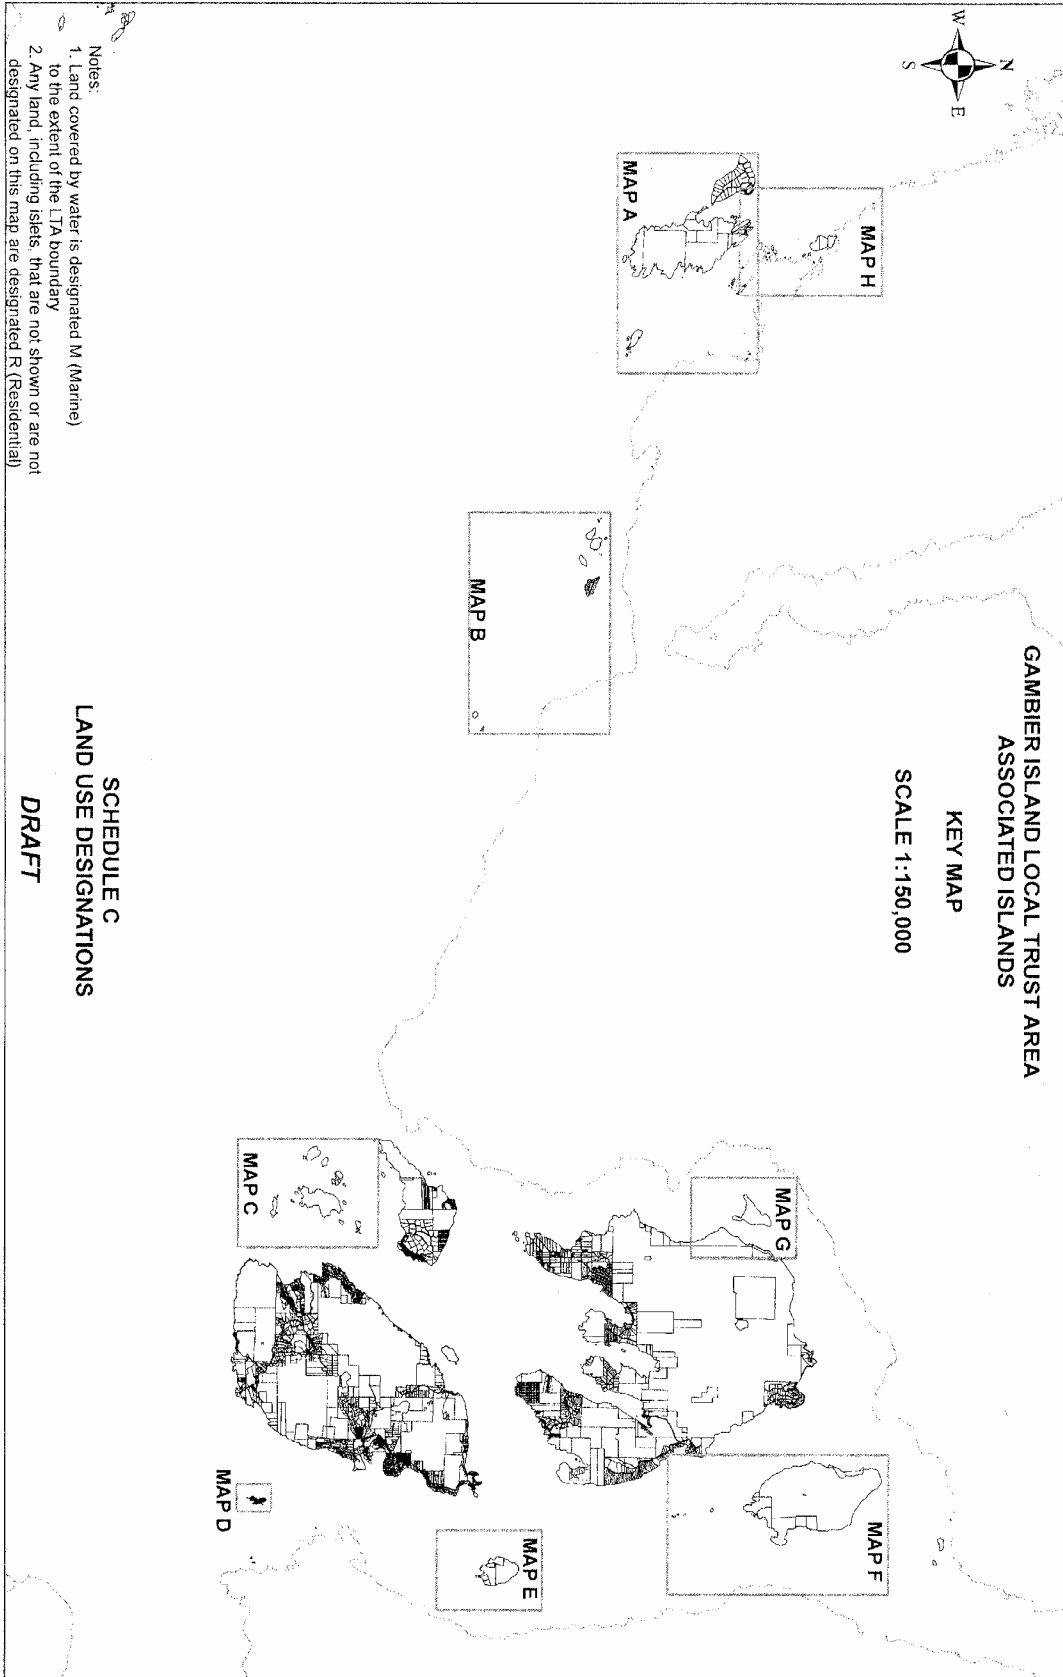 GAMBIER ISLAND LOCAL TRUST AREA
ASSOCIATED ISLANDS
KEY MAP
SCALE 1:150,000
N
W
E
S
MAP H
MAP A
MAP B
MAP G
MAP F
MAP C
MAP E
MAP D
Notes:
1. Land covered by water is designated M (Marine)
to the extent of the LTA boundary
2. Any land, including islets, that are not shown or are not
designated on this map are designated R (Residential)
SCHEDULE C
LAND USE DESIGNATIONS
DRAFT